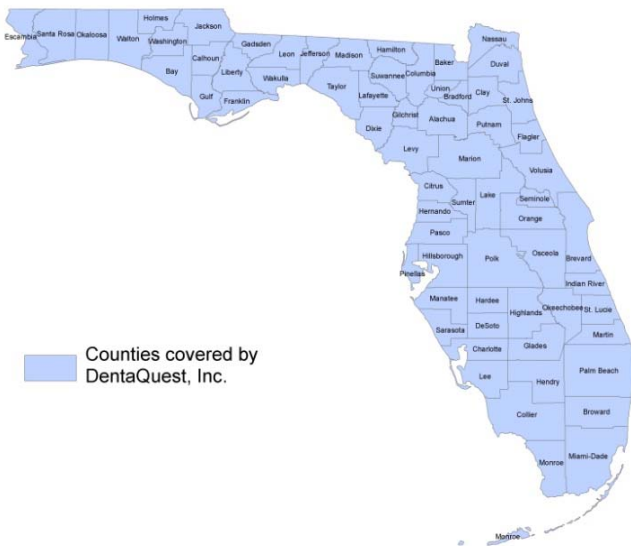 Holmes
Jackson
Escambia
Santa Rosa
Okaloosa
Walton
Washington
Bay
Calhoun
Gulf
Liberty
Franklin
Gadsden
Leon
Wakulla
Jefferson
Madison
Taylor
Hamilton
Suwannee
Lafayette
Dixie
Columbia
Gilchrist
Levy
Baker
Union
Bradford
Alachua
Nassau
Duval
Clay
St. Johns
Putnam
Flagler
Marion
Volusia
Citrus
Sumter
Lake
Hernando
Seminole
Orange
Pasco
Hillsborough
Pinellas
Polk
Osceola
Brevard
Indian River
Manatee
Hardee
Highlands
Okeechobee
St. Lucie
Sarasota
DeSoto
Martin
Charlotte
Glades
Lee
Hendry
Palm Beach
Collier
Broward
Monroe
Miami-Dade
Monroe
Counties covered by
DentaQuest, Inc.